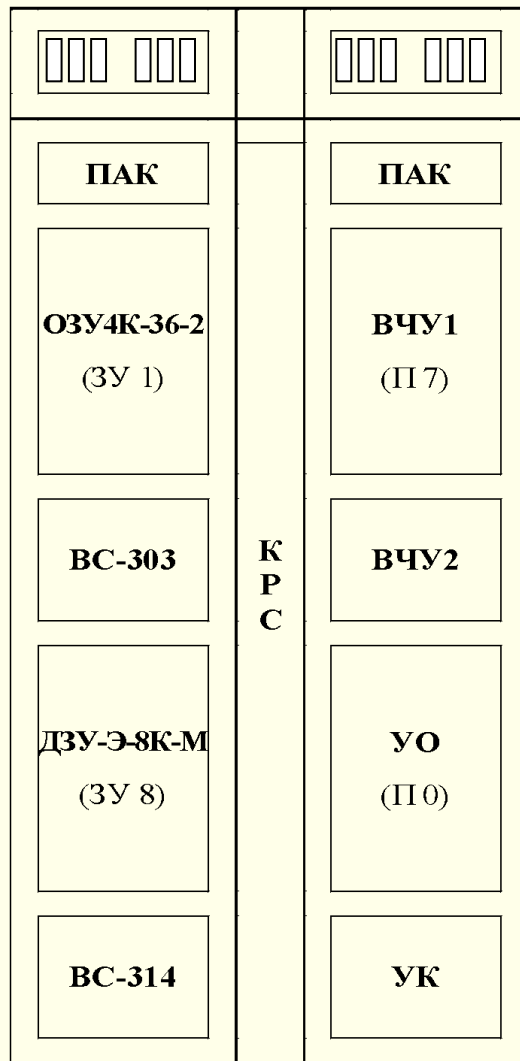 ПАК
ПАК
ОЗУ4К-36-2
(ЗУ 1)
ВЧУ1
(П 7)
ВС-303
К
Р
С
ВЧУ2
ДЗУ-Э-8К-М
(ЗУ 8)
УО
(П 0)
ВС-314
УК